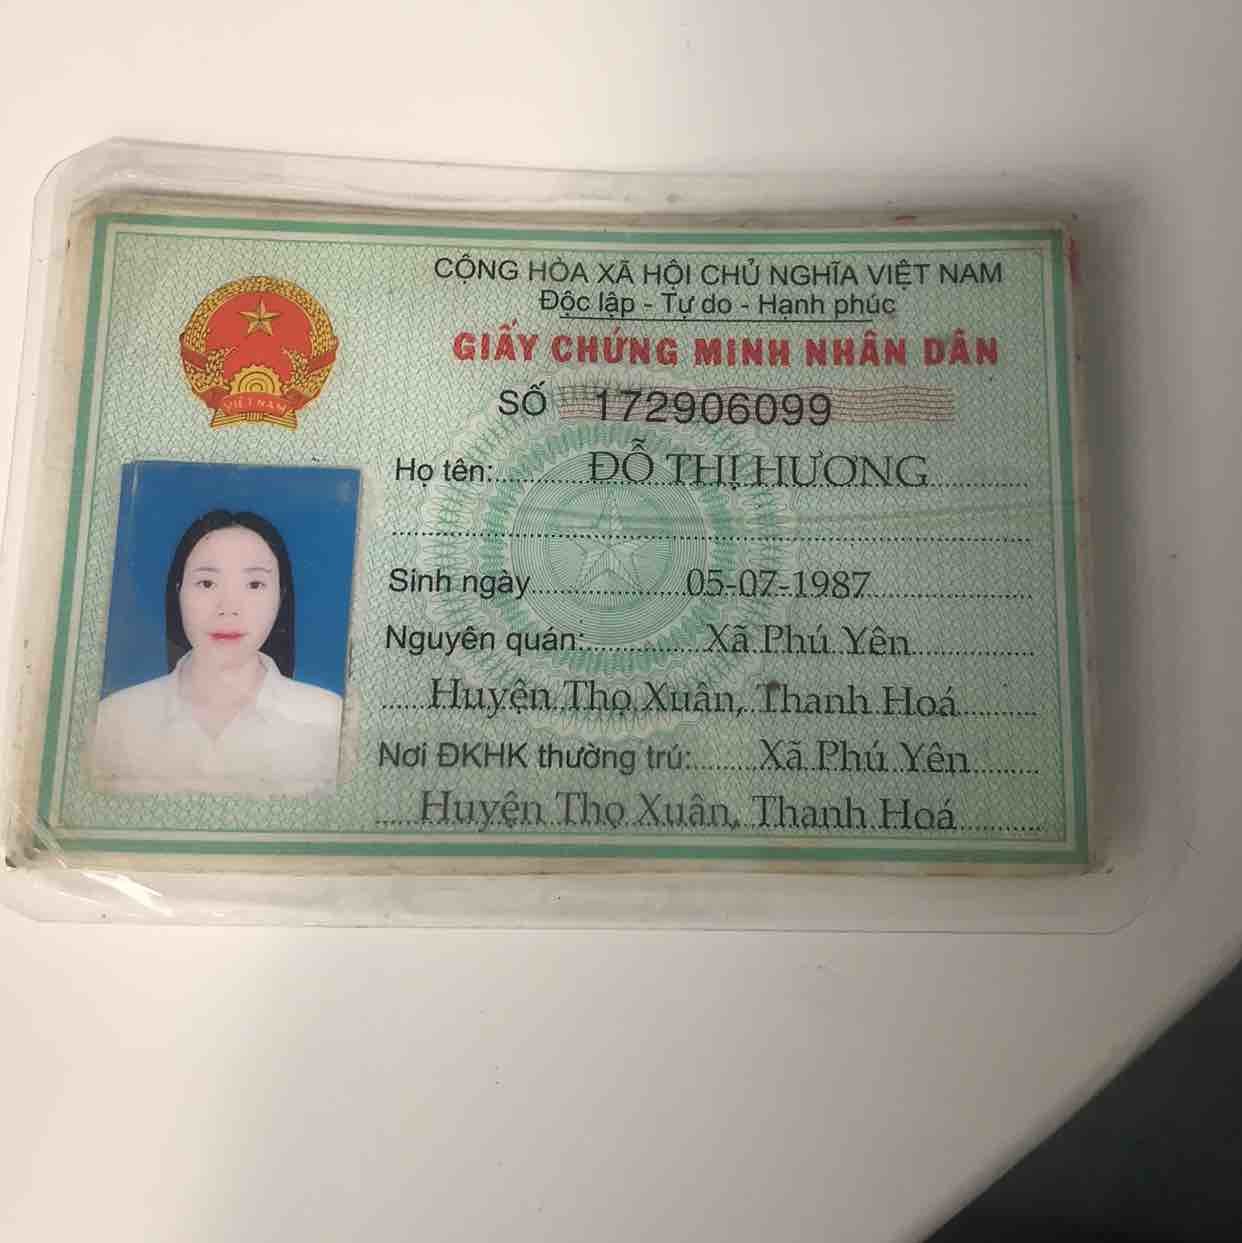 CỘNG HÒA XÃ HỘI CHỦ NGHĨA VIỆT NAM
Độc lập - Tự do - Hạnh phúc
GIẤY CHỨNG MINH NHÂN DÂN
SỐ 172906099
VIỆT NAM
Họ tên: ĐỖ THỊ HƯƠNG
Sinh ngày 05-07-1987
Nguyên quán: Xã Phú Yên
Huyện Thọ Xuân, Thanh Hoá
Nơi ĐKHK thường trú: Xã Phú Yên
Huyện Thọ Xuân, Thanh Hoá